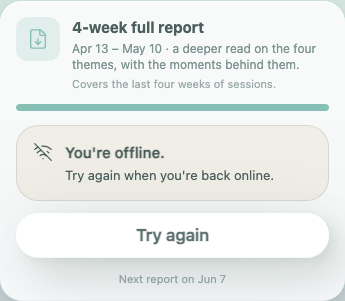 4-week full report
Apr 13 – May 10 · a deeper read on the four
themes, with the moments behind them.
Covers the last four weeks of sessions.
You're offline.
Try again when you're back online.
Try again
Next report on Jun 7